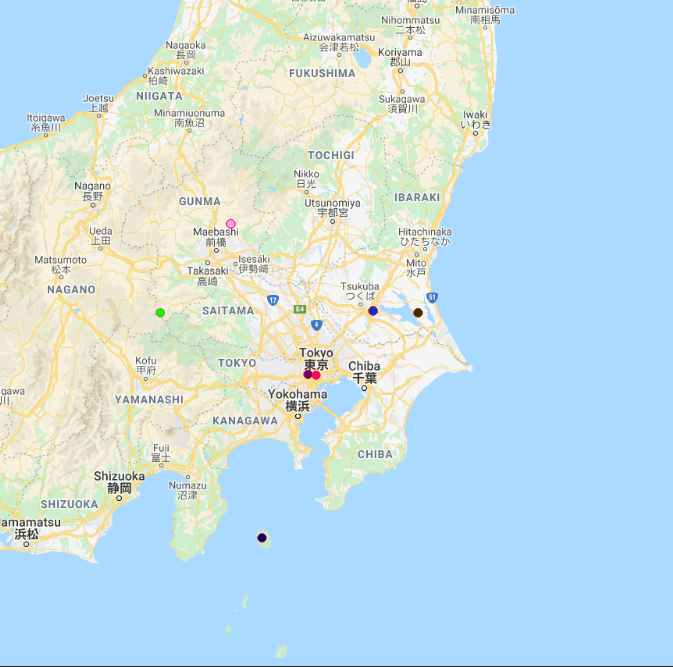 福島
Minamisōma
南相馬
Nihommatsu
二本松
Nagaoka
長岡
Aizuwakamatsu
会津若松
Koriyama
郡山
Kashiwazaki
柏崎
FUKUSHIMA
NIIGATA
Joetsu
上越
Sukagawa
須賀川
Itoigawa
糸魚川
Minamiuonuma
南魚沼
Iwaki
いわき
TOCHIGI
Nikko
日光
Nagano
長野
GUNMA
Utsunomiya
宇都宮
IBARAKI
Ueda
上田
Maebashi
前橋
Hitachinaka
ひたちなか
Matsumoto
松本
Takasaki
高崎
Isesaki
伊勢崎
Mito
水戸
NAGANO
Tsukuba
つくば
17
E4
4
51
SAITAMA
Tokyo
東京
Kofu
甲府
TOKYO
Chiba
千葉
gawa
川
YAMANASHI
Yokohama
横浜
KANAGAWA
Fuji
富士
CHIBA
Shizuoka
静岡
Numazu
沼津
SHIZUOKA
Hamamatsu
浜松